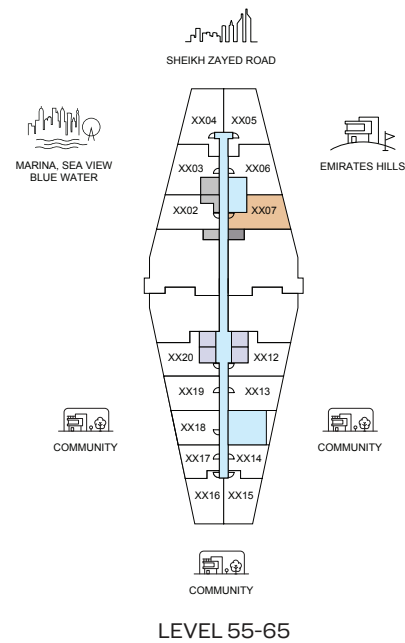 SHEIKH ZAYED ROAD
XX04 XX05
MARINA, SEA VIEW
BLUE WATER
EMIRATES HILLS
XX03 XX06
XX02 XX07
XX20 XX12
XX19 XX13
XX18
COMMUNITY
COMMUNITY
XX17 XX14
XX16 XX15
COMMUNITY
LEVEL 55-65